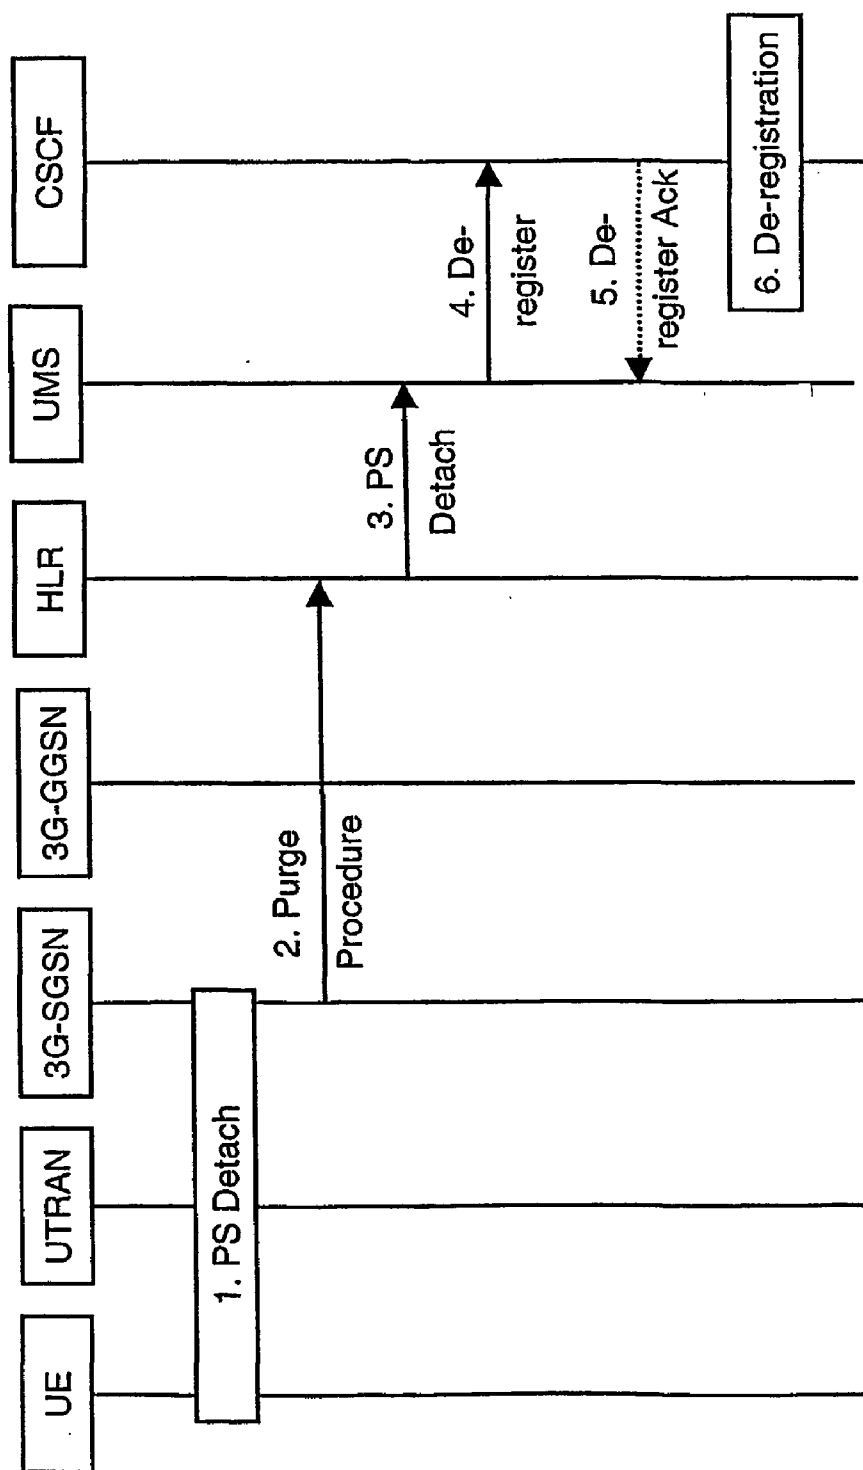 UE
UTRAN
3G-SGSN
3G-GGSN
HLR
UMS
CSCF
1. PS Detach
2. Purge
Procedure
3. PS
Detach
4. De-
register
5. De-
register Ack
6. De-registration